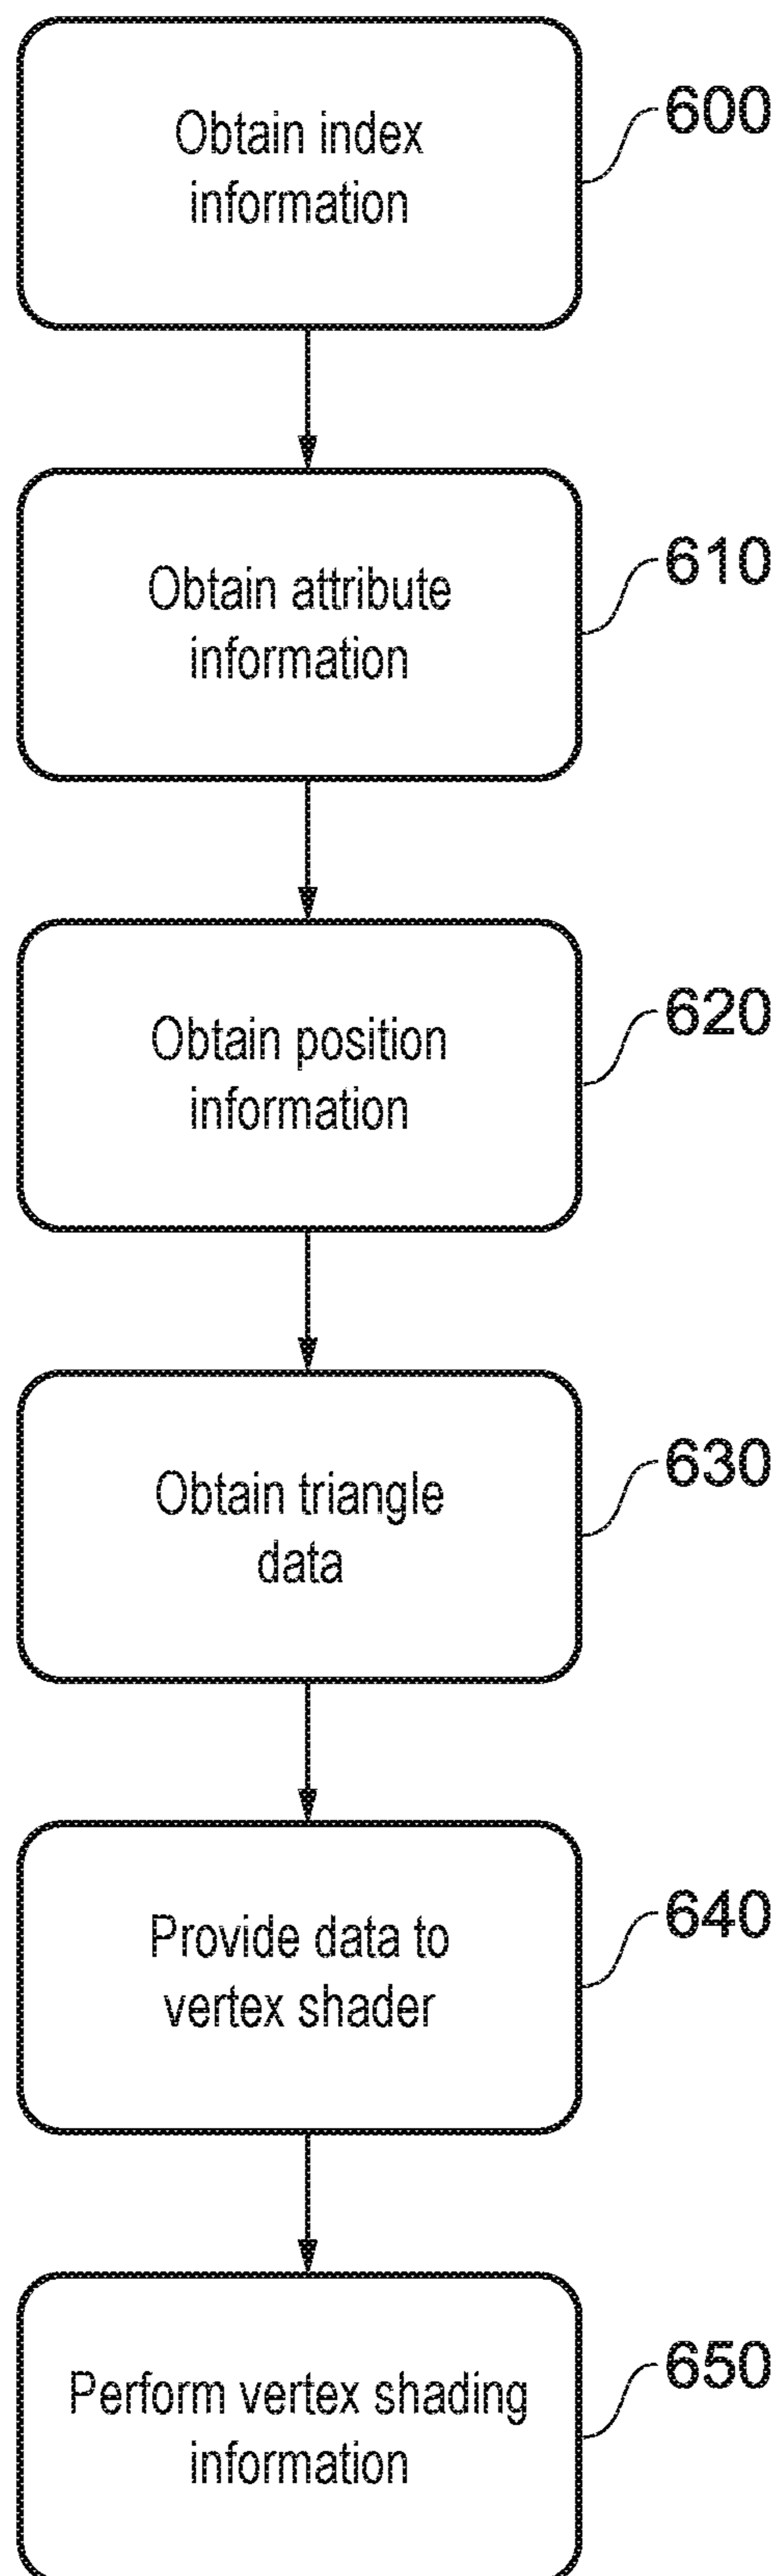 Obtain index
information
600
Obtain attribute
information
610
Obtain position
information
620
Obtain triangle
data
630
Provide data to
vertex shader
640
Perform vertex shading
information
650